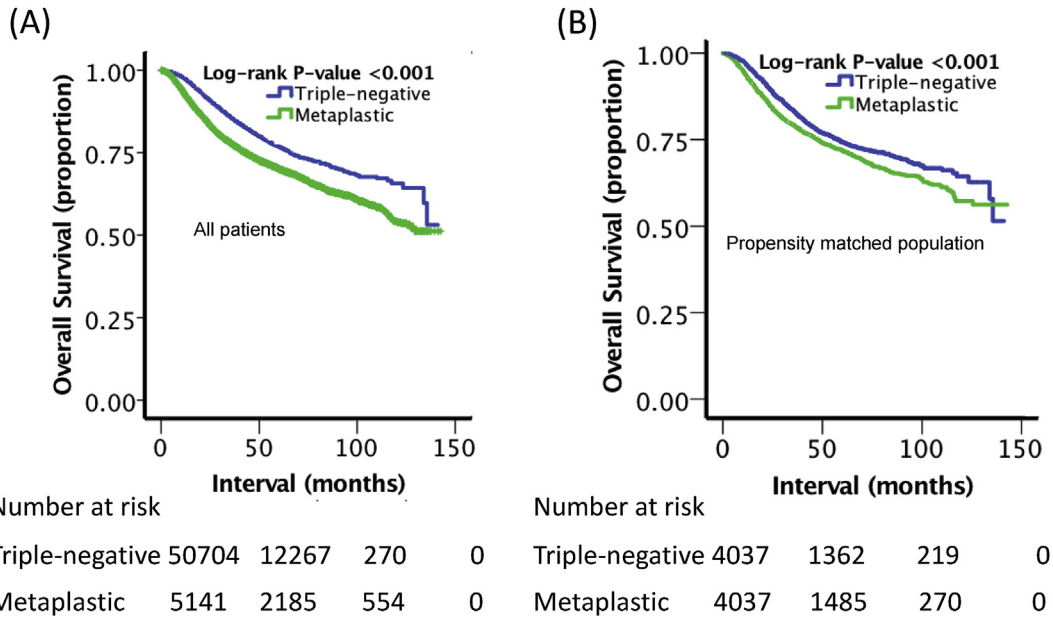 (A)
Log-rank P-value <0.001
Triple-negative
Metaplastic
1.00
0.75
0.50
0.25
0.00
Overall Survival (proportion)
All patients
0 50 100 150
Interval (months)
Number at risk
Triple-negative 50704 12267 270 0
Metaplastic 5141 2185 554 0
(B)
Log-rank P-value <0.001
Triple-negative
Metaplastic
1.00
0.75
0.50
0.25
0.00
Overall Survival (proportion)
Propensity matched population
0 50 100 150
Interval (months)
Number at risk
Triple-negative 4037 1362 219 0
Metaplastic 4037 1485 270 0